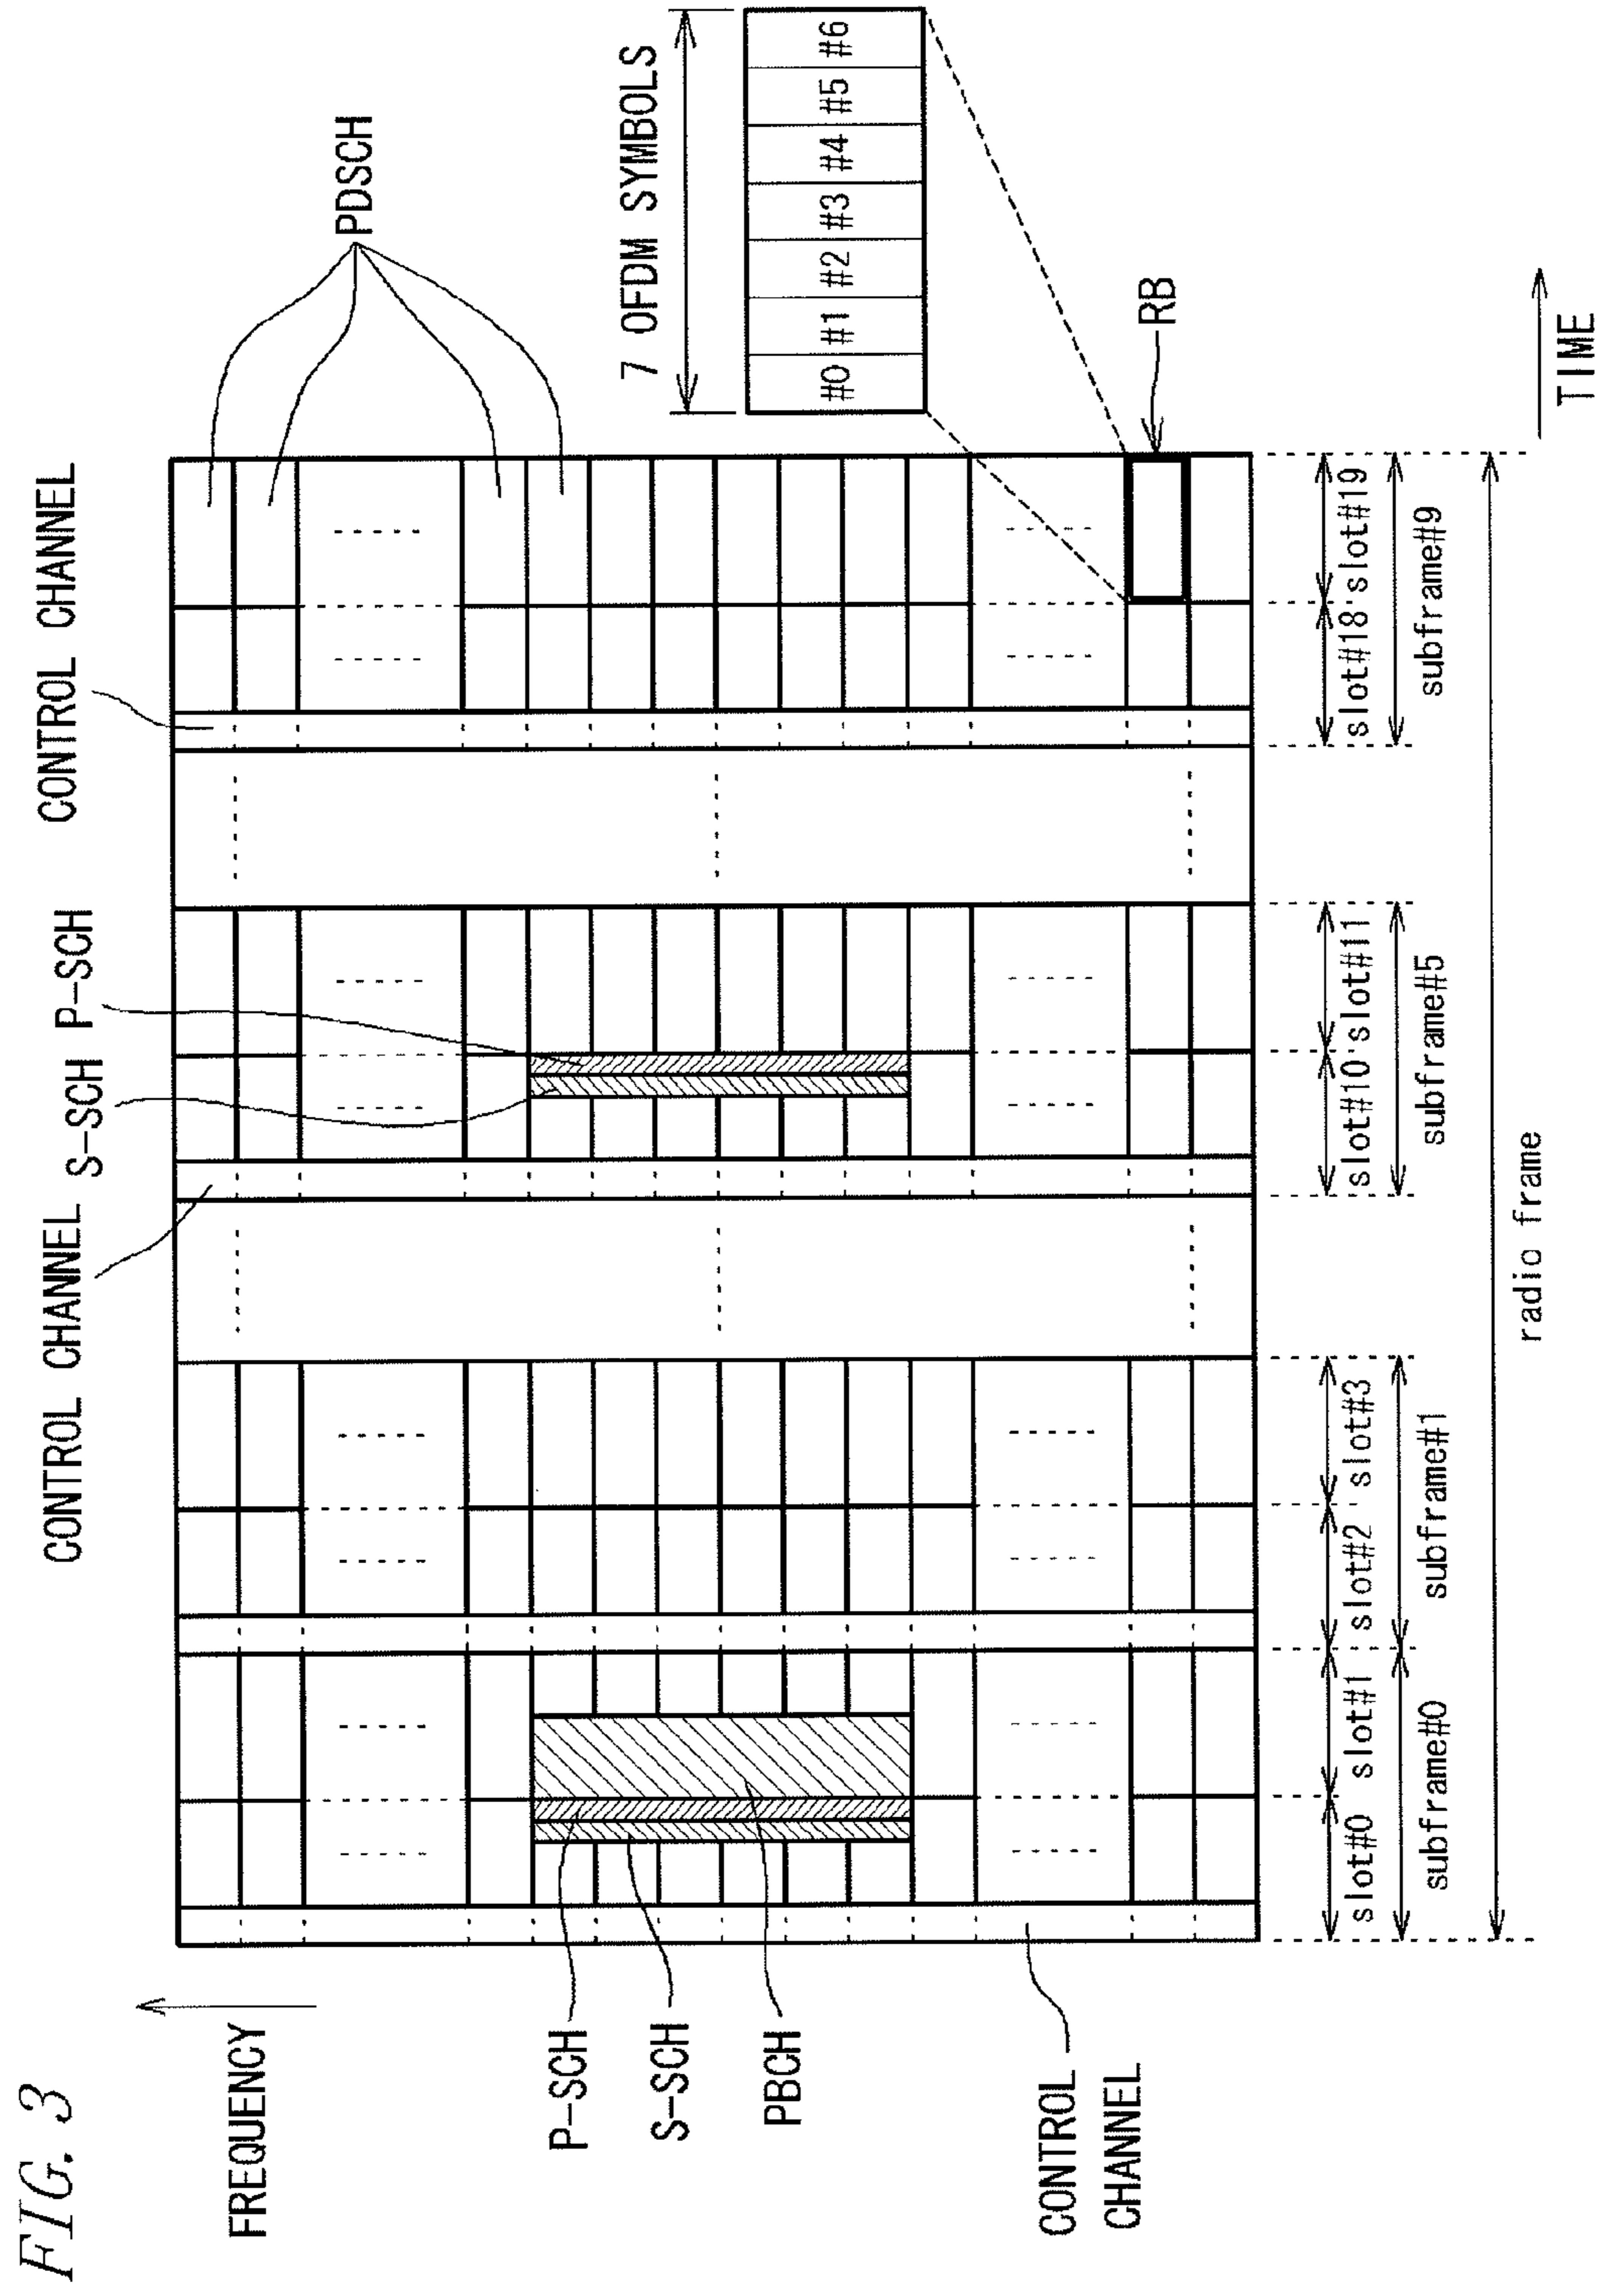 FIG. 3
FREQUENCY
CONTROL CHANNEL
S-SCH
P-SCH
CONTROL CHANNEL
PDSCH
P-SCH
S-SCH
PBCH
CONTROL
CHANNEL
7 OFDM SYMBOLS
#0 #1 #2 #3 #4 #5 #6
RB
slot#0 slot#1 slot#2 slot#3 slot#10 slot#11 slot#18 slot#19
subframe#0 subframe#1 subframe#5 subframe#9
radio frame
TIME